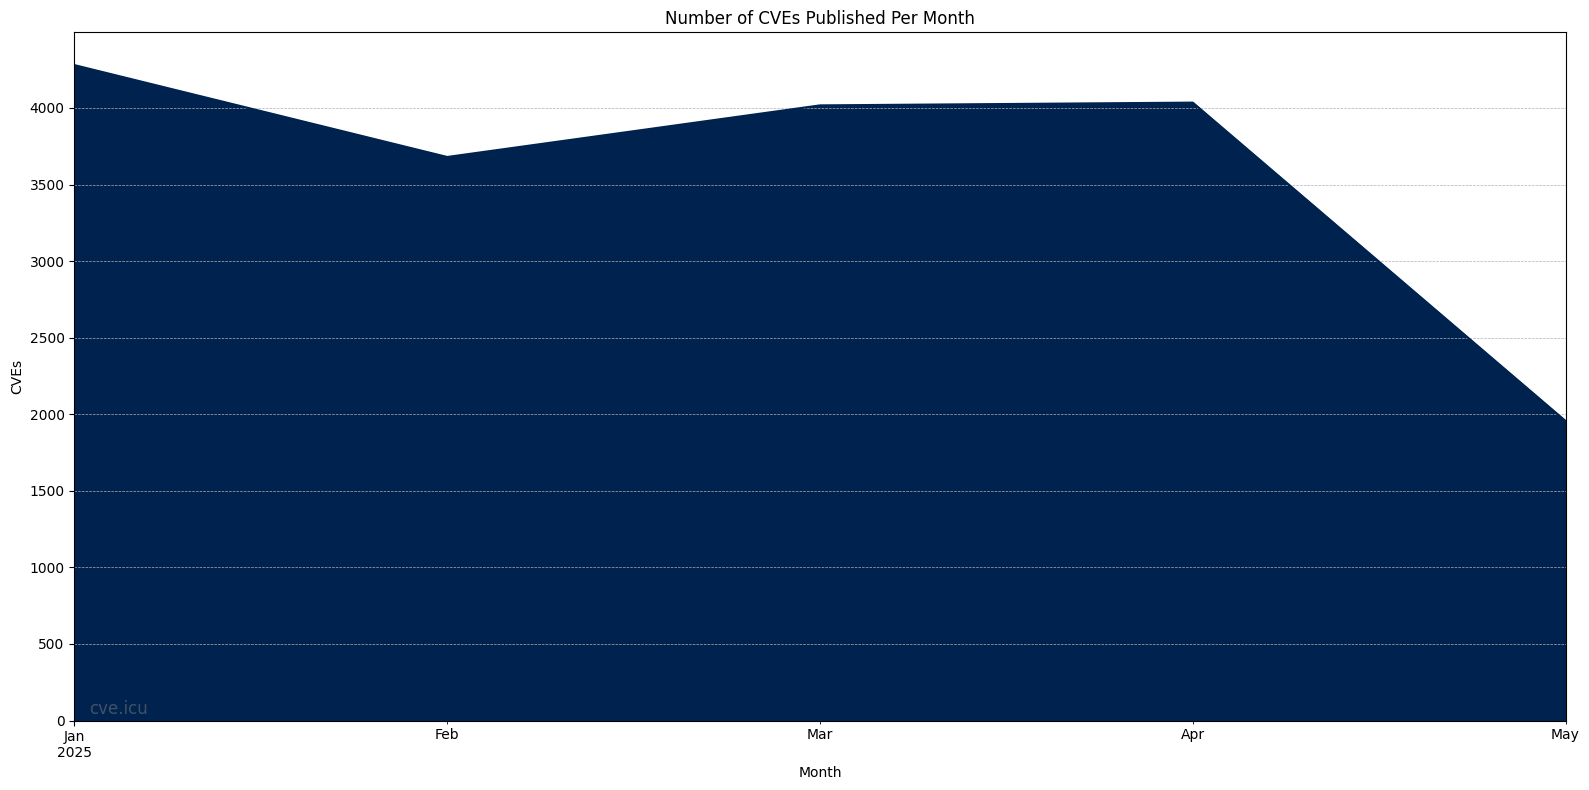 Number of CVEs Published Per Month
CVEs
4000
3500
3000
2500
2000
1500
1000
500
0
cve.icu
Jan
2025
Feb
Mar
Apr
May
Month